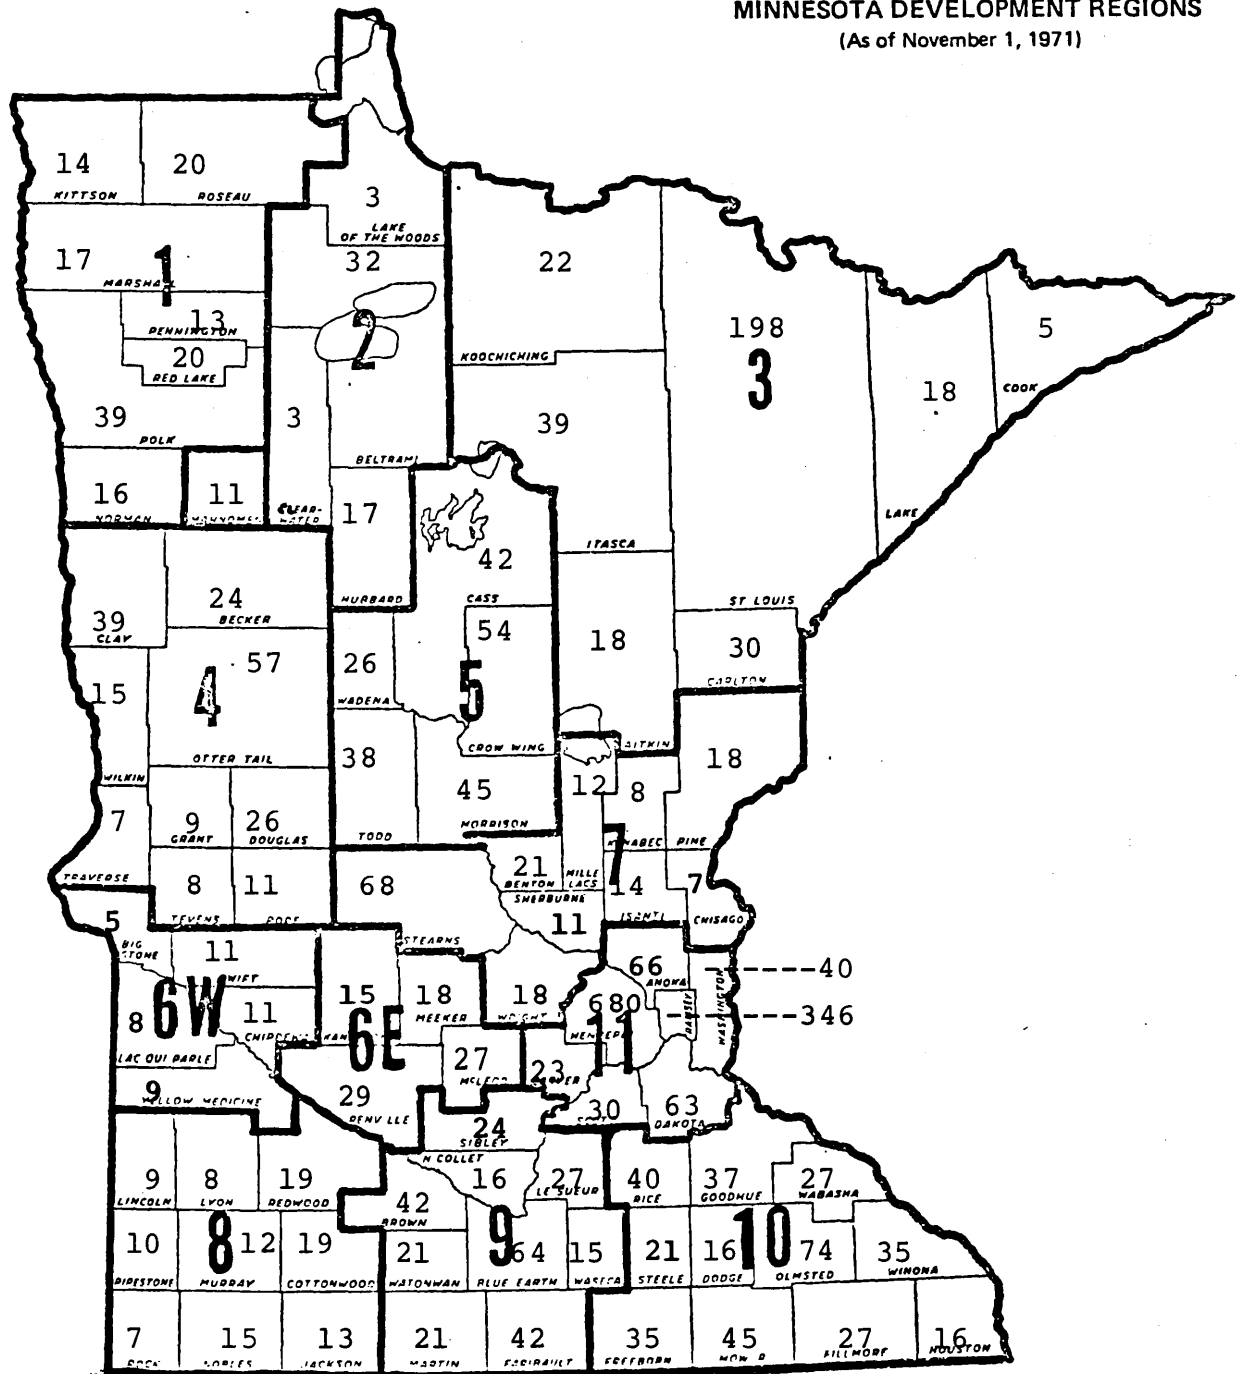 MINNESOTA DEVELOPMENT REGIONS
(As of November 1, 1971)
14
KITTSON
20
ROSEAU
3
LAKE
OF THE WOODS
17
MARSHALL
1
32
22
13
PENNINGTON
2
198
5
20
RED LAKE
KOOCHICHING
3
18
COOK
39
POLK
3
39
BELTRAMI
16
NORMAN
11
CLEAR-
WATER
17
LAKE
42
ITASCA
24
BECKER
HUBBARD
CASS
ST LOUIS
39
CLAY
54
18
30
57
26
CARLTON
15
4
WADENA
5
OTTER TAIL
CROW WING
AITKIN
WILKIN
38
18
45
12
8
7
9
GRANT
26
DOUGLAS
TODD
MORRISON
7
PINE
TRAVERSE
8
11
68
21
BENTON
MILLE
LACS
14
ISANTI
7
SHERBURNE
CHISAGO
5
11
BIG
STONE
11
STEARNS
66
ANOKA
40
WASHINGTON
6W
15
18
MEEKER
18
680
RAMSEY
346
8
11
6E
11
LAC QUI PARLE
27
23
9
29
30
63
DAKOTA
24
SIBLEY
9
LINCOLN
8
LYON
19
REDWOOD
16
27
LE SUEUR
40
RICE
37
GOODHUE
27
WABASHA
42
BROWN
10
PIPESTONE
8
12
MURRAY
19
COTTONWOOD
21
WATONWAN
9
64
BLUE EARTH
15
WASECA
21
STEELE
16
DODGE
10
74
OLMSTED
35
WINONA
7
15
13
JACKSON
21
MARTIN
42
FARIBAULT
35
FREEBORN
45
27
FILLMORE
16
HOUSTON